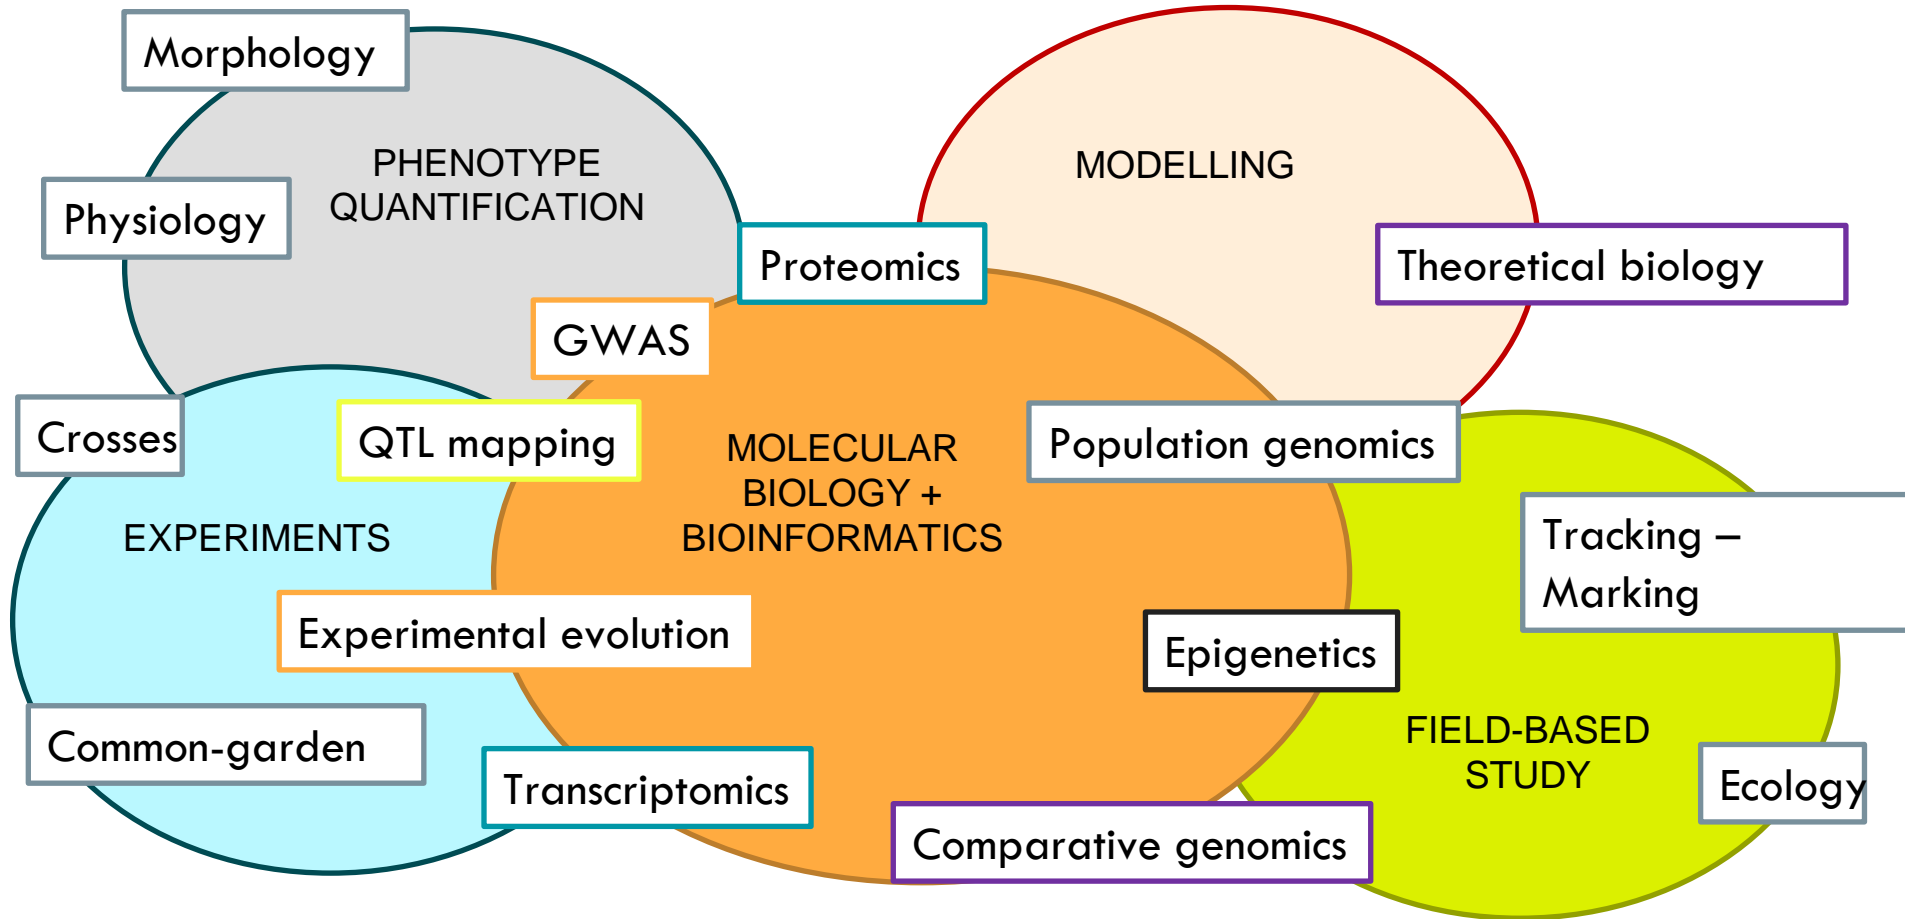 Morphology
PHENOTYPE
QUANTIFICATION
MODELLING
Physiology
Proteomics
Theoretical biology
GWAS
Crosses
QTL mapping
MOLECULAR
BIOLOGY +
BIOINFORMATICS
Population genomics
EXPERIMENTS
Tracking –
Marking
Experimental evolution
Epigenetics
Common-garden
FIELD-BASED
STUDY
Transcriptomics
Ecology
Comparative genomics